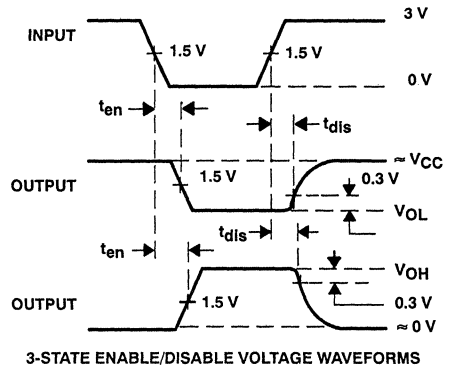 3 V
INPUT
1.5 V
1.5 V
0 V
ten
tdis
≈ VCC
1.5 V
0.3 V
OUTPUT
VOL
ten
tdis
VOH
1.5 V
0.3 V
OUTPUT
≈ 0 V
3-STATE ENABLE/DISABLE VOLTAGE WAVEFORMS